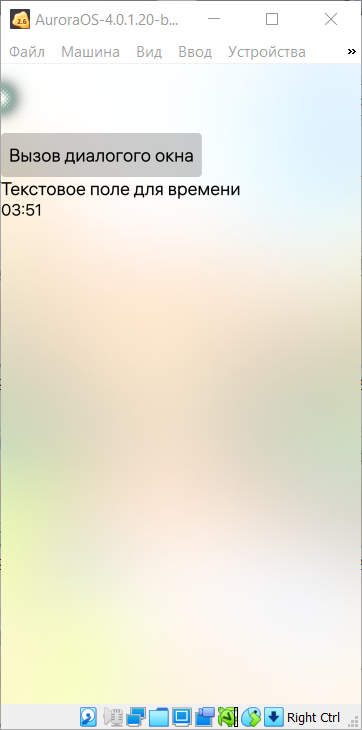 AuroraOS-4.0.1.20-b...
Файл Машина Вид Ввод Устройства »
Вызов диалогого окна
Текстовое поле для времени
03:51
Right Ctrl